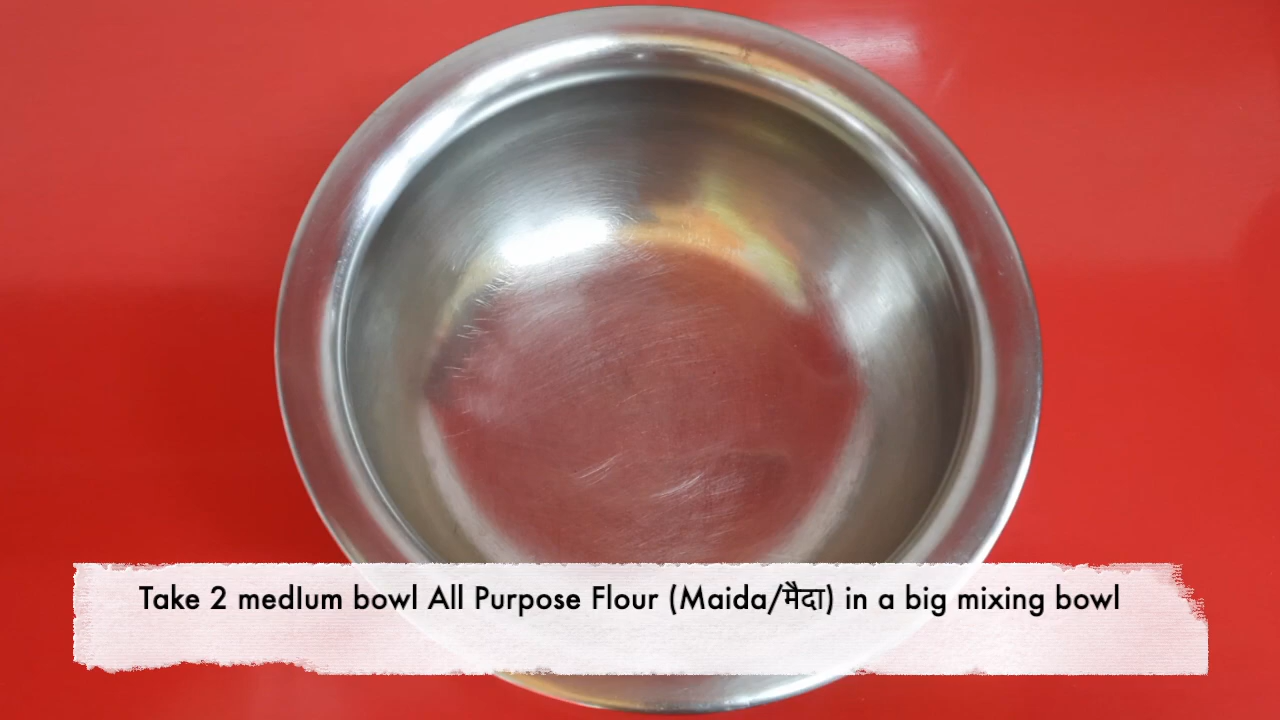 Take 2 medIum bowl All Purpose Flour (Maida/मैदा) in a big mixing bowl